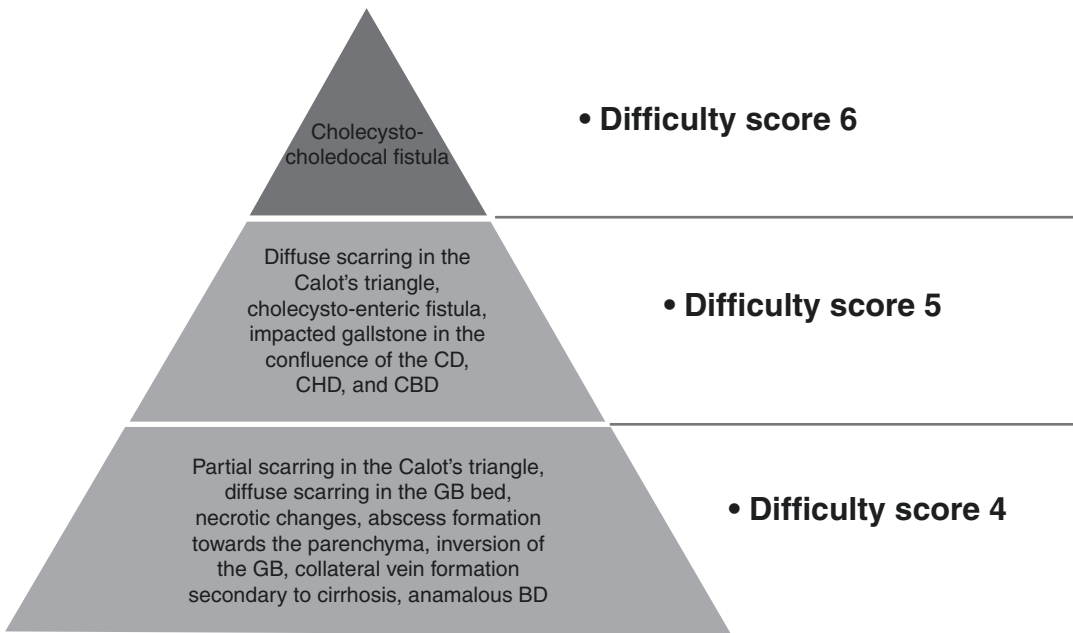 Cholecysto-
choledocal fistula
• Difficulty score 6
Diffuse scarring in the
Calot's triangle,
cholecysto-enteric fistula,
impacted gallstone in the
confluence of the CD,
CHD, and CBD
• Difficulty score 5
Partial scarring in the Calot's triangle,
diffuse scarring in the GB bed,
necrotic changes, abscess formation
towards the parenchyma, inversion of
the GB, collateral vein formation
secondary to cirrhosis, anamalous BD
• Difficulty score 4